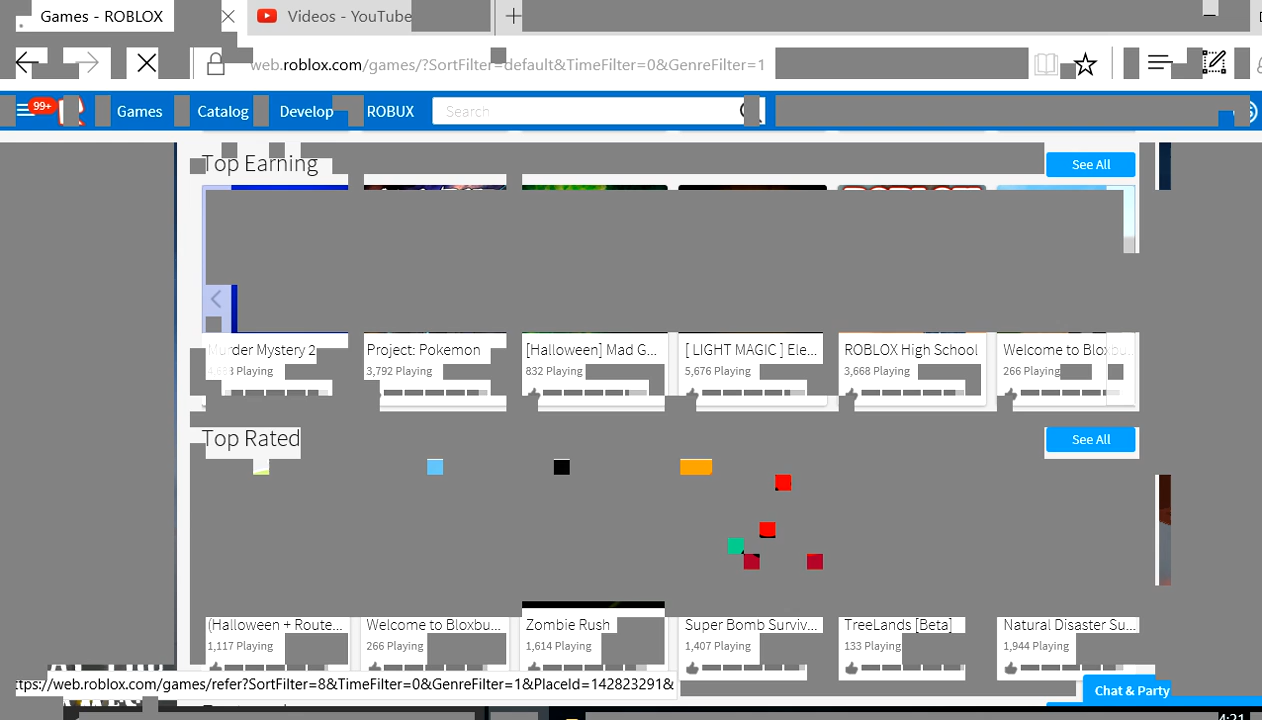 Games - ROBLOX
Videos - YouTube
web.roblox.com/games/?SortFilter=default&TimeFilter=0&GenreFilter=1
99+
Games
Catalog
Develop
ROBUX
Search
Top Earning
See All
Murder Mystery 2
Project: Pokemon
[Halloween] Mad G...
[ LIGHT MAGIC ] Ele...
ROBLOX High School
Welcome to Bloxbu...
Playing
3,792 Playing
832 Playing
5,676 Playing
3,668 Playing
266 Playing
Top Rated
See All
(Halloween + Route...
Welcome to Bloxbu...
Zombie Rush
Super Bomb Surviv...
TreeLands [Beta]
Natural Disaster Su...
1,117 Playing
266 Playing
1,614 Playing
1,407 Playing
133 Playing
1,944 Playing
ttps://web.roblox.com/games/refer?SortFilter=8&TimeFilter=0&GenreFilter=1&PlaceId=142823291&
Chat & Party
4:21